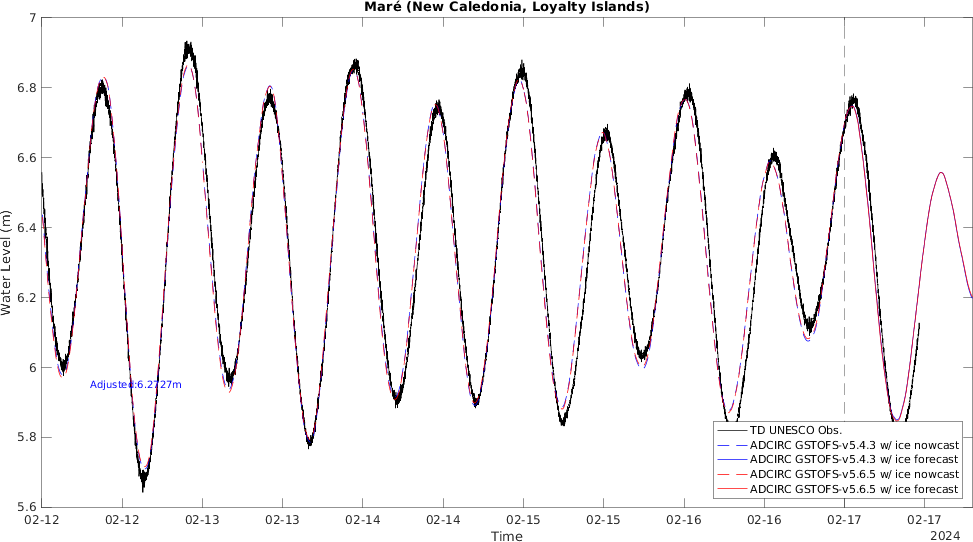 Maré (New Caledonia, Loyalty Islands)
7
6.8
6.6
6.4
6.2
6
5.8
5.6
Water Level (m)
Adjusted:6.2727m
TD UNESCO Obs.
ADCIRC GSTOFS-v5.4.3 w/ ice nowcast
ADCIRC GSTOFS-v5.4.3 w/ ice forecast
ADCIRC GSTOFS-v5.6.5 w/ ice nowcast
ADCIRC GSTOFS-v5.6.5 w/ ice forecast
02-12 02-12 02-13 02-13 02-14 02-14 02-15 02-15 02-16 02-16 02-17 02-17
Time
2024